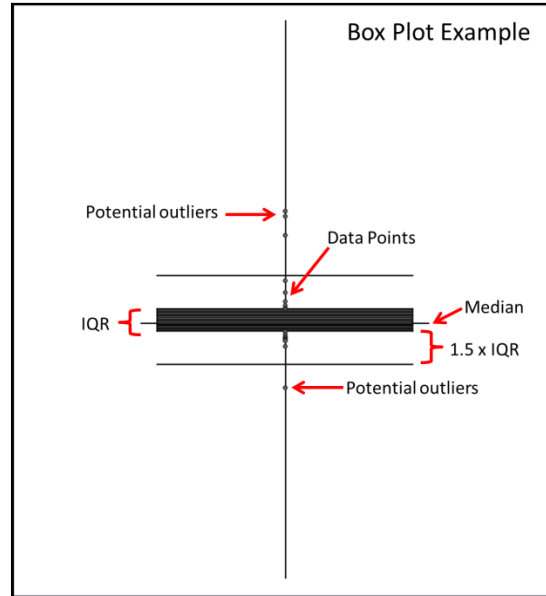 Box Plot Example
Potential outliers
Data Points
Median
IQR
1.5 x IQR
Potential outliers